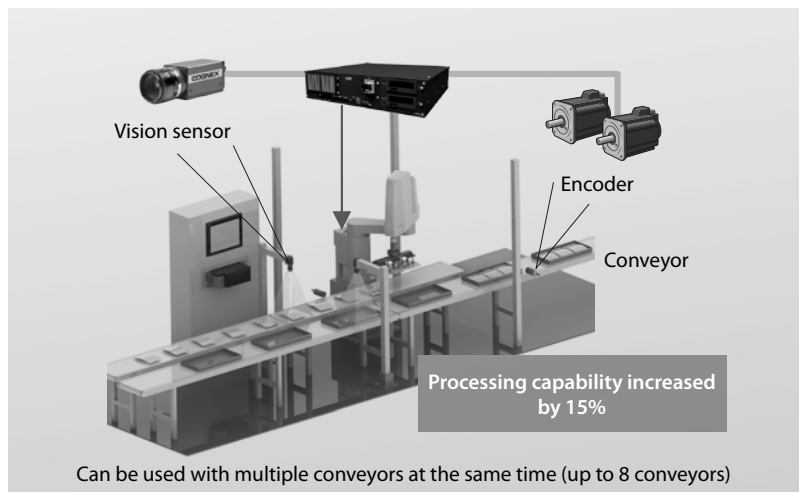 COGNEX
Vision sensor
Encoder
Conveyor
Processing capability increased
by 15%
Can be used with multiple conveyors at the same time (up to 8 conveyors)